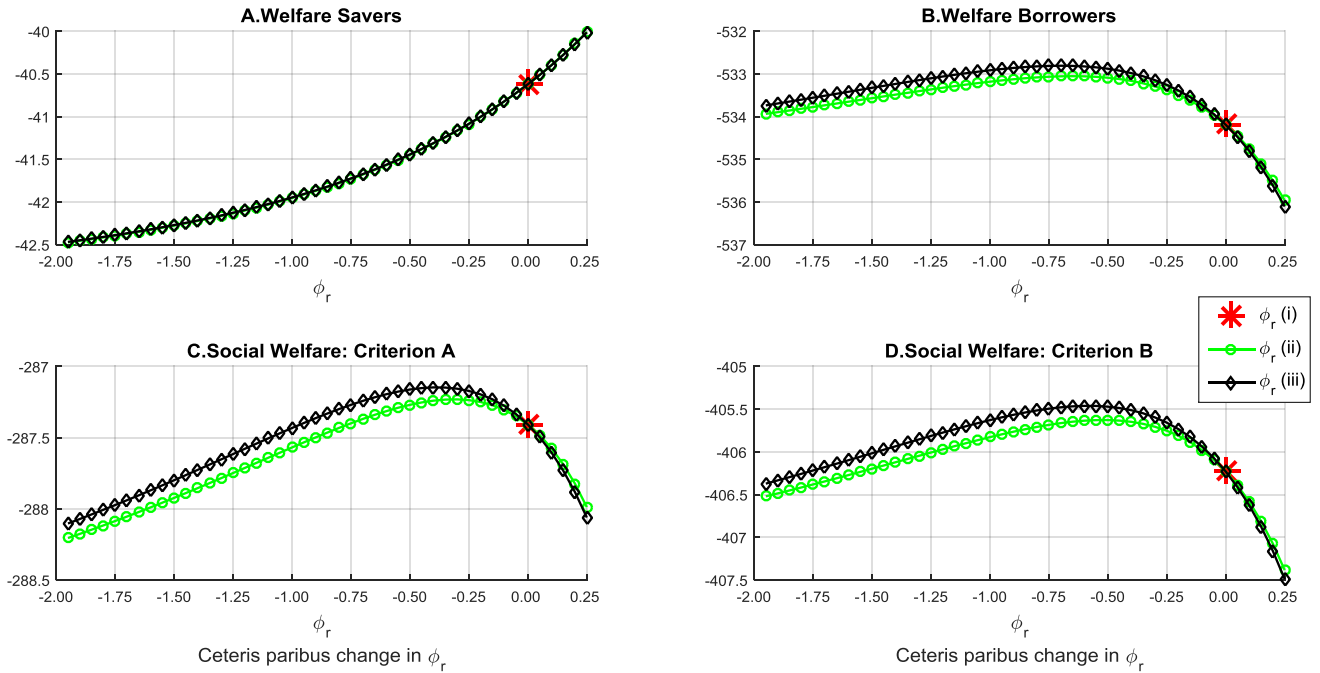 A.Welfare Savers
-40
-40.5
-41
-41.5
-42
-42.5
-2.00 -1.75 -1.50 -1.25 -1.00 -0.75 -0.50 -0.25 0.00 0.25
ϕr
B.Welfare Borrowers
-532
-533
-534
-535
-536
-537
-2.00 -1.75 -1.50 -1.25 -1.00 -0.75 -0.50 -0.25 0.00 0.25
ϕr
ϕr (i)
ϕr (ii)
ϕr (iii)
C.Social Welfare: Criterion A
-287
-287.5
-288
-288.5
-2.00 -1.75 -1.50 -1.25 -1.00 -0.75 -0.50 -0.25 0.00 0.25
ϕr
Ceteris paribus change in ϕr
D.Social Welfare: Criterion B
-405
-405.5
-406
-406.5
-407
-407.5
-2.00 -1.75 -1.50 -1.25 -1.00 -0.75 -0.50 -0.25 0.00 0.25
ϕr
Ceteris paribus change in ϕr